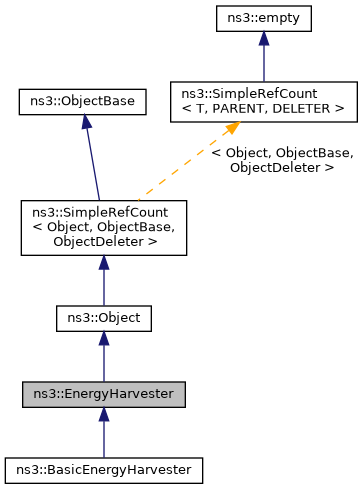 ns3::empty
ns3::ObjectBase
ns3::SimpleRefCount
< T, PARENT, DELETER >
< Object, ObjectBase,
ObjectDeleter >
ns3::SimpleRefCount
< Object, ObjectBase,
ObjectDeleter >
ns3::Object
ns3::EnergyHarvester
ns3::BasicEnergyHarvester